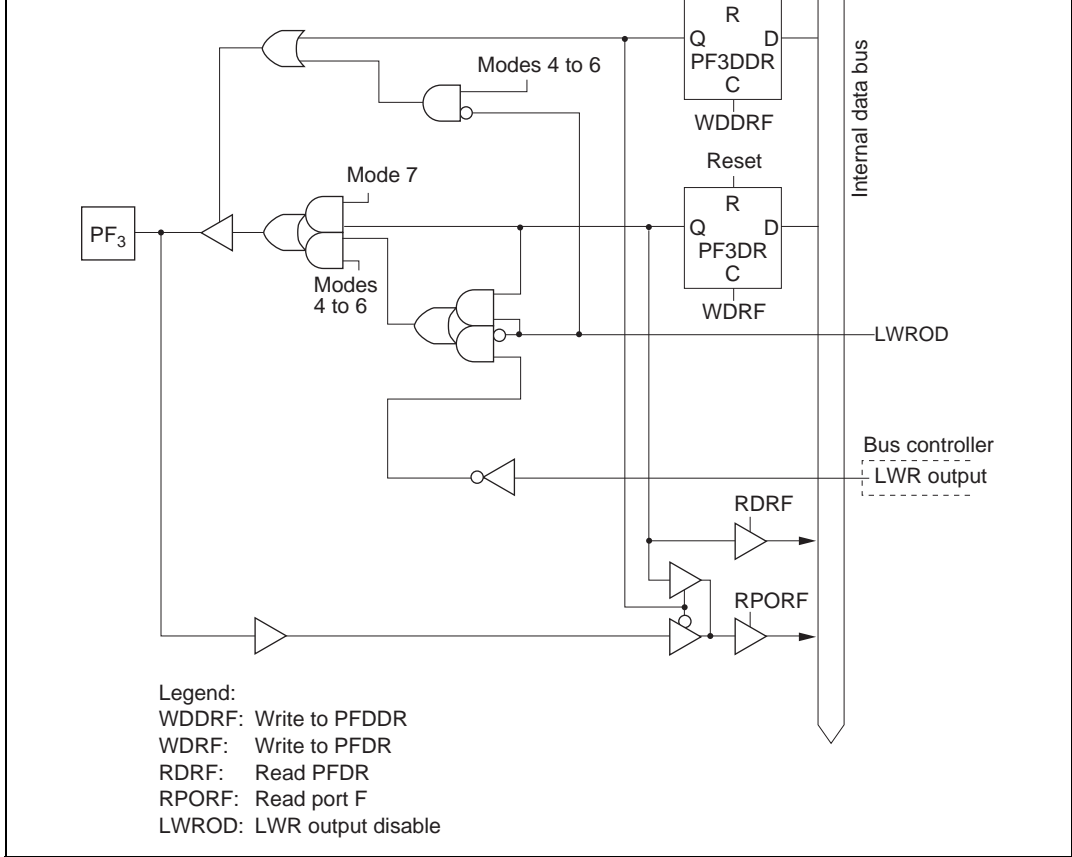 R
Q D
PF3DDR
C
WDDRF
Modes 4 to 6
Internal data bus
Reset
R
Q D
PF3DR
C
WDRF
Mode 7
PF3
Modes
4 to 6
LWROD
Bus controller
LWR output
RDRF
RPORF
Legend:
WDDRF: Write to PFDDR
WDRF: Write to PFDR
RDRF: Read PFDR
RPORF: Read port F
LWROD: LWR output disable